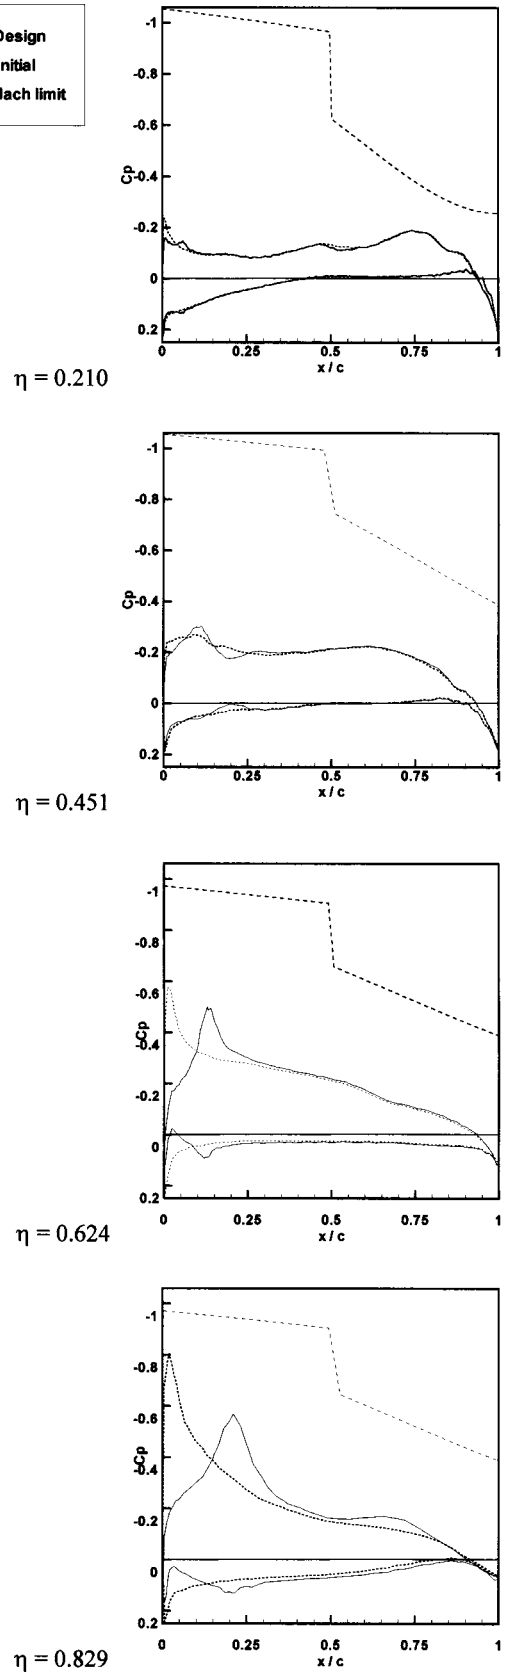 Design
nitial
lach limit
-1
-0.8
-0.6
Cp
-0.4
-0.2
0
0.2
0 0.25 0.5 0.75 1
x / c
η = 0.210
-1
-0.8
-0.6
Cp
-0.4
-0.2
0
0.2
0 0.25 0.5 0.75 1
x / c
η = 0.451
-1
-0.8
-0.6
-Cp
-0.4
-0.2
0
0.2
0 0.25 0.5 0.75 1
x / c
η = 0.624
-1
-0.8
-0.6
-Cp
-0.4
-0.2
0
0.2
0 0.25 0.5 0.75 1
x / c
η = 0.829